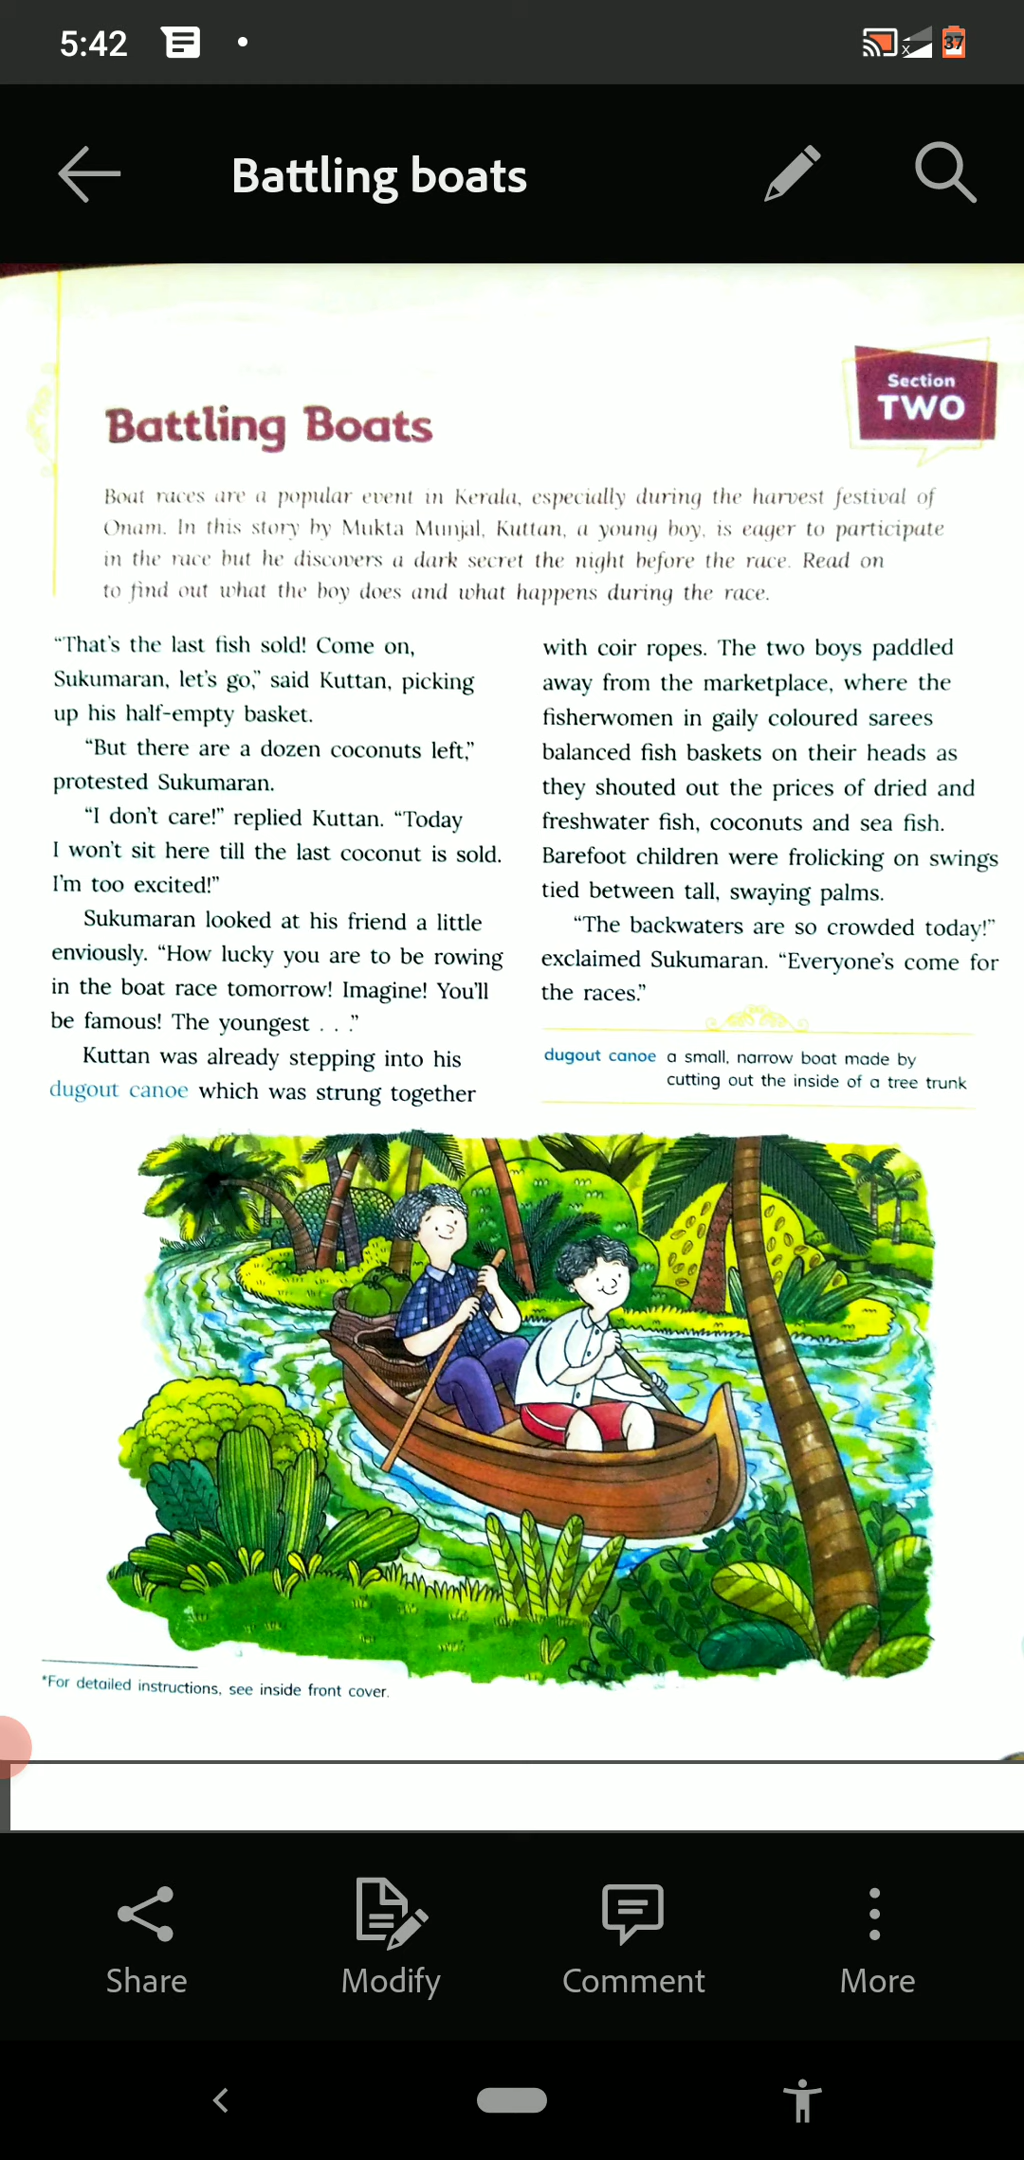 5:42
37
Battling boats
Section
TWO
Battling Boats
Boat races are a popular event in Kerala, especially during the harvest festival of
Onam. In this story by Mukta Munjal, Kuttan, a young boy, is eager to participate
in the race but he discovers a dark secret the night before the race. Read on
to find out what the boy does and what happens during the race.
“That's the last fish sold! Come on,
Sukumaran, let's go,” said Kuttan, picking
up his half-empty basket.
“But there are a dozen coconuts left,”
protested Sukumaran.
“I don't care!” replied Kuttan. “Today
I won't sit here till the last coconut is sold.
I'm too excited!”
Sukumaran looked at his friend a little
enviously. “How lucky you are to be rowing
in the boat race tomorrow! Imagine! You'll
be famous! The youngest . . .”
Kuttan was already stepping into his
dugout canoe which was strung together
with coir ropes. The two boys paddled
away from the marketplace, where the
fisherwomen in gaily coloured sarees
balanced fish baskets on their heads as
they shouted out the prices of dried and
freshwater fish, coconuts and sea fish.
Barefoot children were frolicking on swings
tied between tall, swaying palms.
“The backwaters are so crowded today!”
exclaimed Sukumaran. “Everyone's come for
the races.”
dugout canoe a small, narrow boat made by
cutting out the inside of a tree trunk
*For detailed instructions, see inside front cover.
Share Modify Comment More